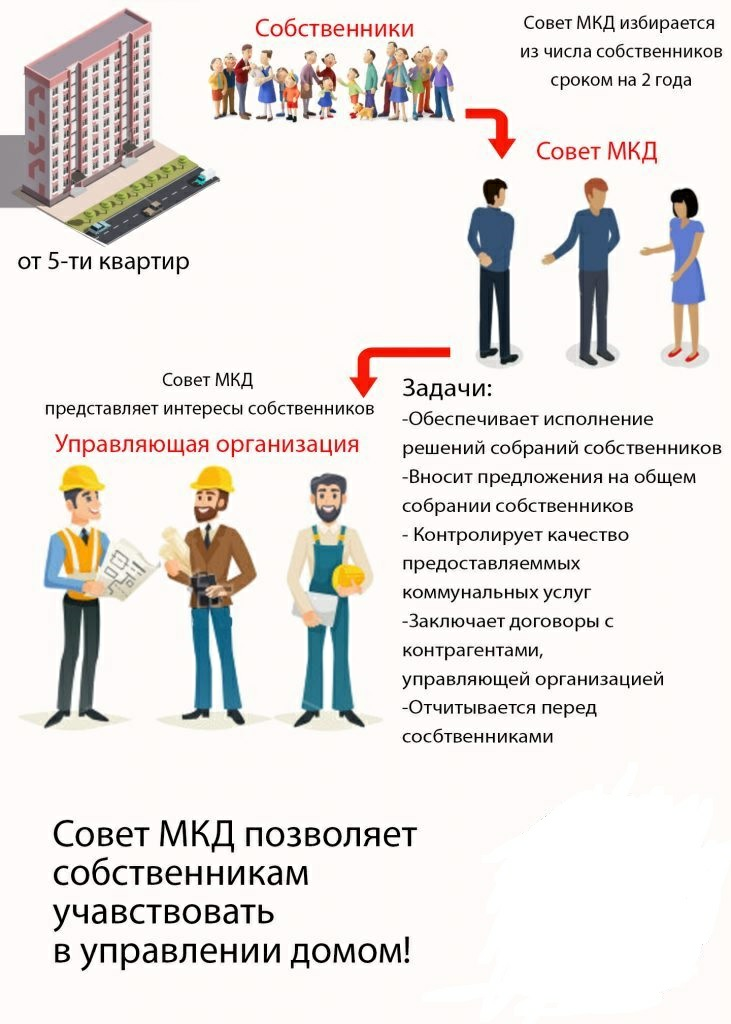 Собственники
Совет МКД избирается
из числа собственников
сроком на 2 года
Совет МКД
от 5-ти квартир
Совет МКД
представляет интересы собственников
Управляющая организация
Задачи:
-Обеспечивает исполнение
решений собраний собственников
-Вносит предложения на общем
собрании собственников
- Контролирует качество
предоставляеммых
коммунальных услуг
-Заключает договоры с
контрагентами,
управляющей организацией
-Отчитывается перед
сосбтвенниками
Совет МКД позволяет
собственникам
учавствовать
в управлении домом!